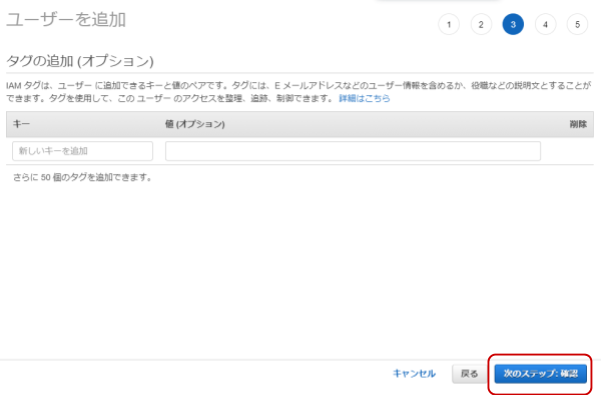 ユーザーを追加
1 2 3 4 5
タグの追加 (オプション)
IAM タグは、ユーザー に追加できるキーと値のペアです。タグには、E メールアドレスなどのユーザー情報を含めるか、役職などの説明文とすることが
できます。タグを使用して、この ユーザー のアクセスを整理、追跡、制御できます。 詳細はこちら
キー 値 (オプション) 削除
新しいキーを追加
さらに 50 個のタグを追加できます。
キャンセル 戻る 次のステップ: 確認